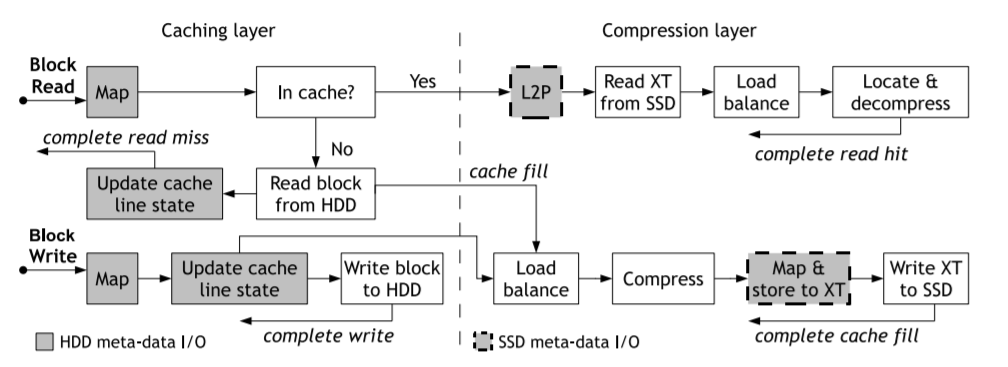 Caching layer
Compression layer
Block
Read
Map
In cache?
Yes
L2P
Read XT
from SSD
Load
balance
Locate &
decompress
complete read miss
No
complete read hit
Update cache
line state
Read block
from HDD
cache fill
Block
Write
Map
Update cache
line state
Write block
to HDD
Load
balance
Compress
Map &
store to XT
Write XT
to SSD
complete write
complete cache fill
HDD meta-data I/O
SSD meta-data I/O